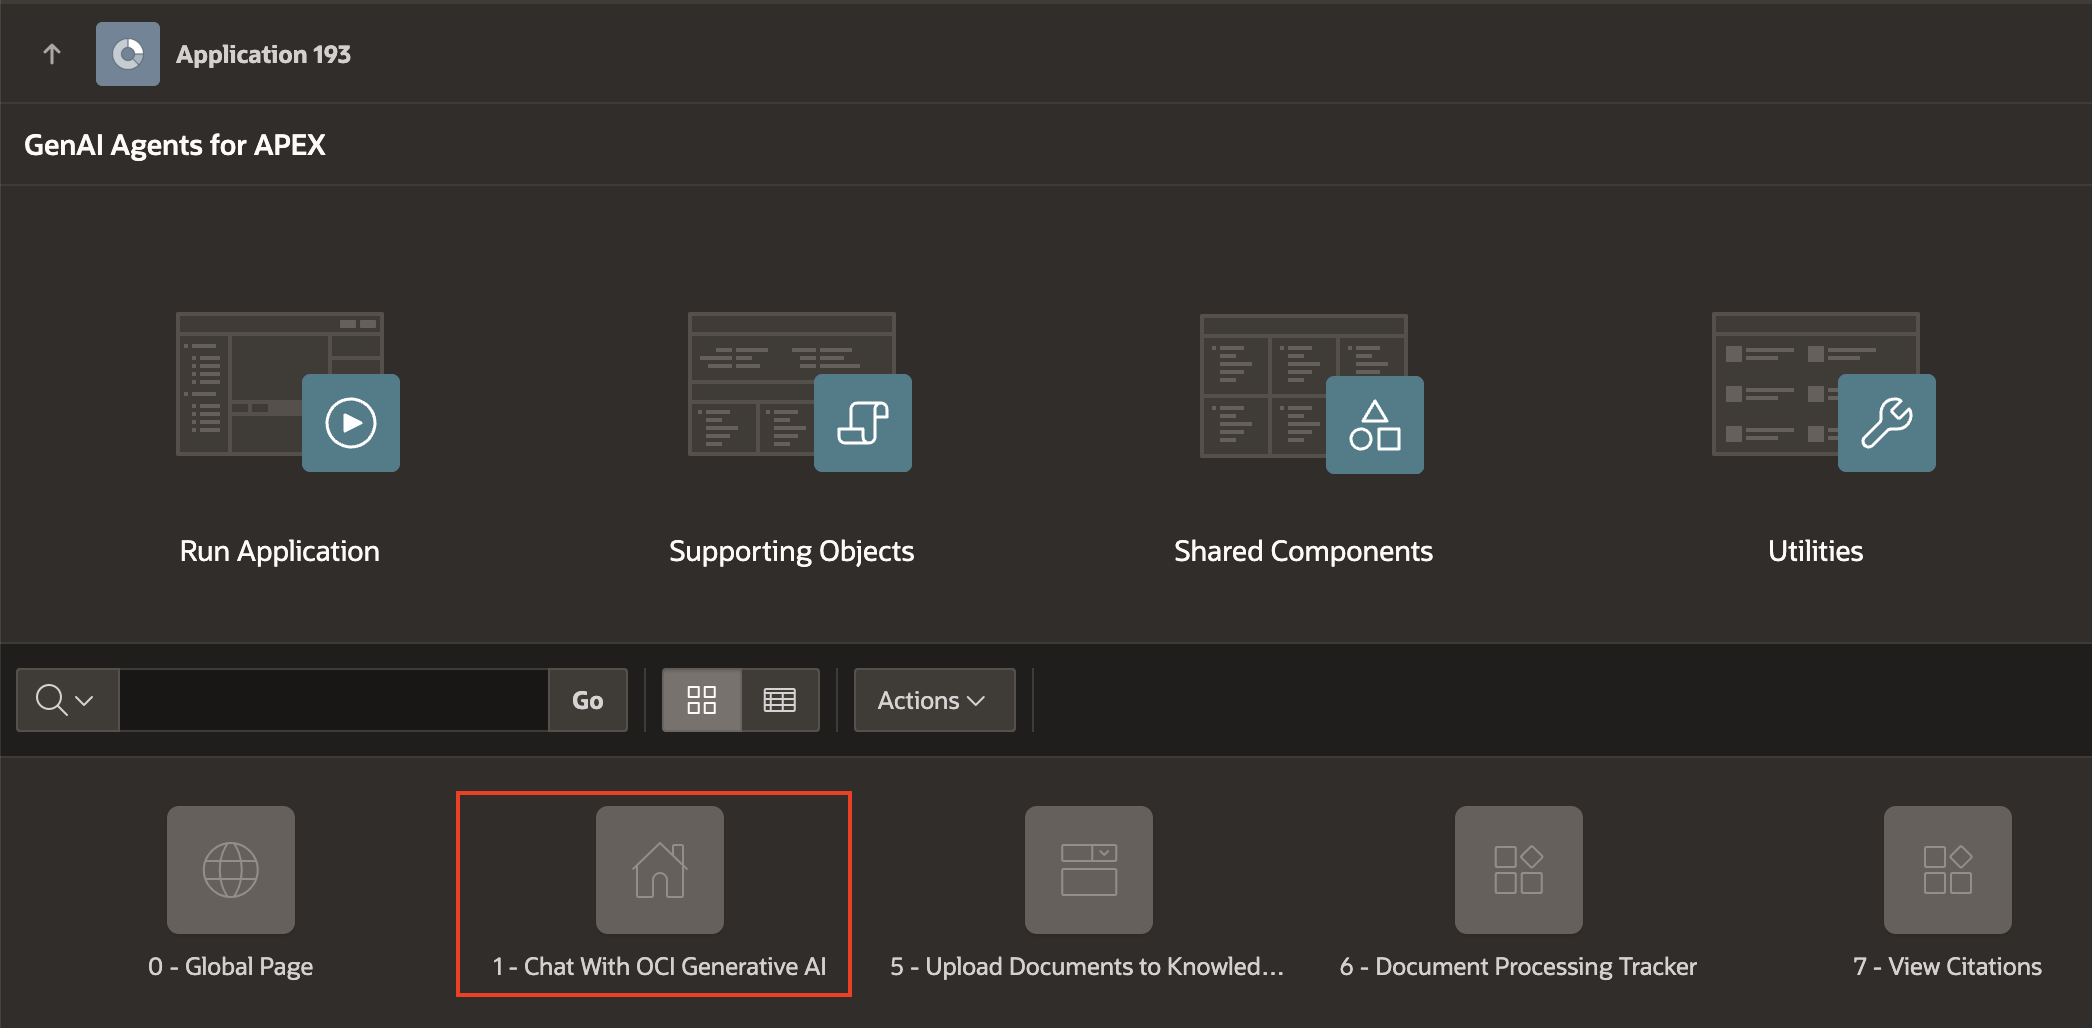 Application 193
GenAI Agents for APEX
Run Application
Supporting Objects
Shared Components
Utilities
Go
Actions
0 - Global Page
1 - Chat With OCI Generative AI
5 - Upload Documents to Knowled...
6 - Document Processing Tracker
7 - View Citations